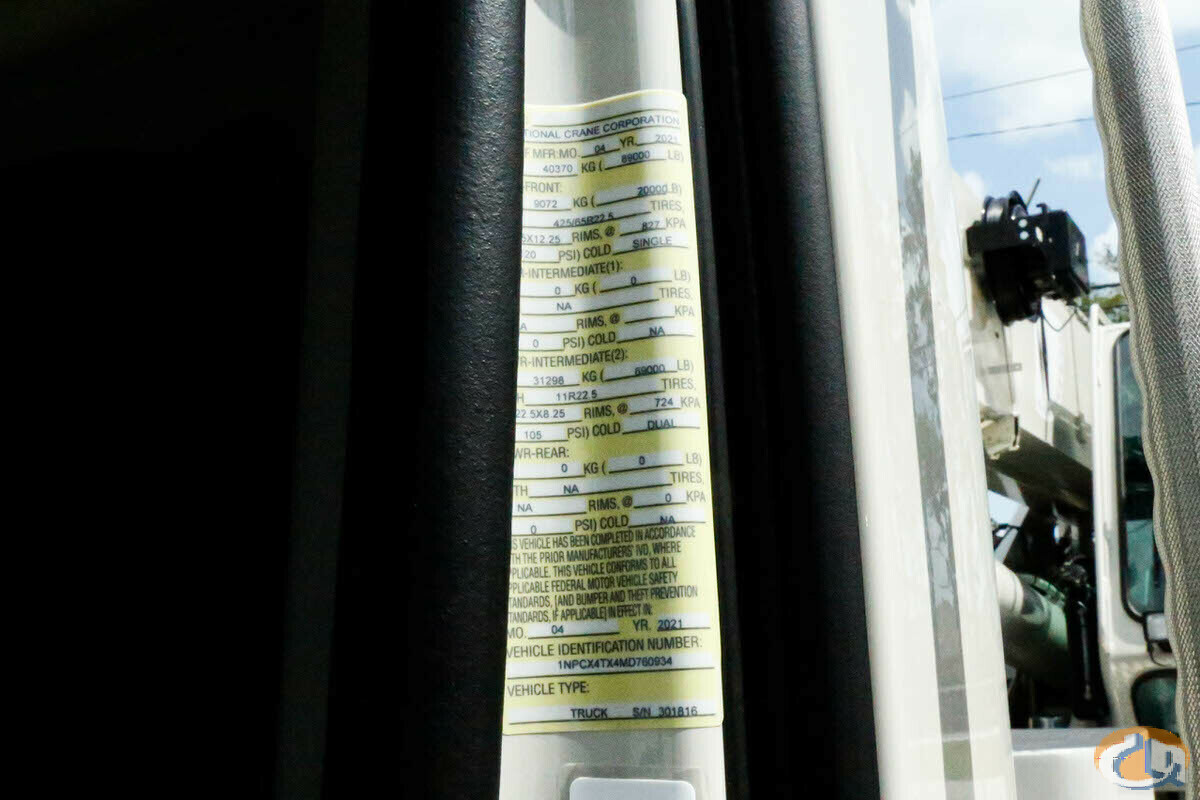 TIONAL CRANE CORPORATION
F MFR:MO. 04 YR. 2021
40370 KG ( 89000 LB)
FRONT:
9072 KG ( 20000 LB)
425/65R22.5 TIRES,
5X12.25 RIMS, @ 827 KPA
20 PSI) COLD SINGLE
R-INTERMEDIATE(1):
0 KG ( 0 LB)
NA TIRES,
A RIMS, @ KPA
0 PSI) COLD NA
WR-INTERMEDIATE(2):
31298 KG ( 69000 LB)
H 11R22.5 TIRES,
22.5X8.25 RIMS, @ 724 KPA
105 PSI) COLD DUAL
WR-REAR:
0 KG ( 0 LB)
TH NA TIRES,
NA RIMS, @ 0 KPA
0 PSI) COLD NA
S VEHICLE HAS BEEN COMPLETED IN ACCORDANCE
TH THE PRIOR MANUFACTURERS' IVD, WHERE
PPLICABLE. THIS VEHICLE CONFORMS TO ALL
PPLICABLE FEDERAL MOTOR VEHICLE SAFETY
TANDARDS, [AND BUMPER AND THEFT PREVENTION
TANDARDS, IF APPLICABLE] IN EFFECT IN:
MO. 04 YR. 2021
VEHICLE IDENTIFICATION NUMBER:
1NPCX4TX4MD760934
VEHICLE TYPE:
TRUCK S/N 301816